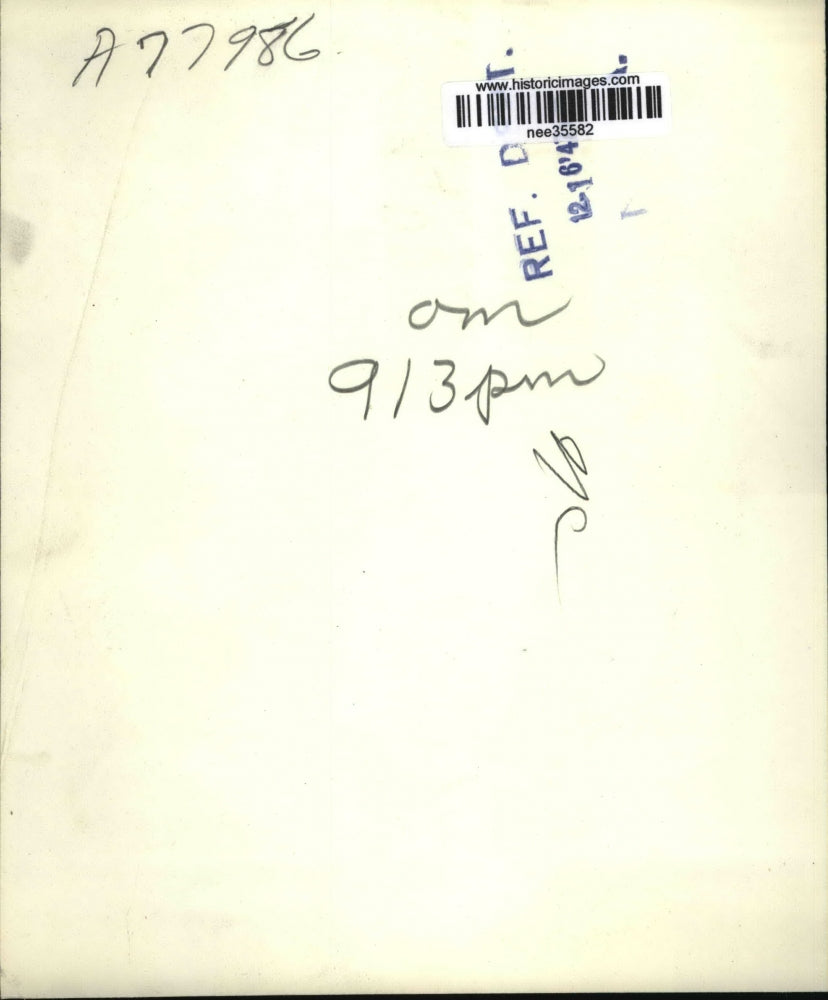 A77986
www.historicimages.com
nee35582
REF. D T.
12-16'4
om
913pm